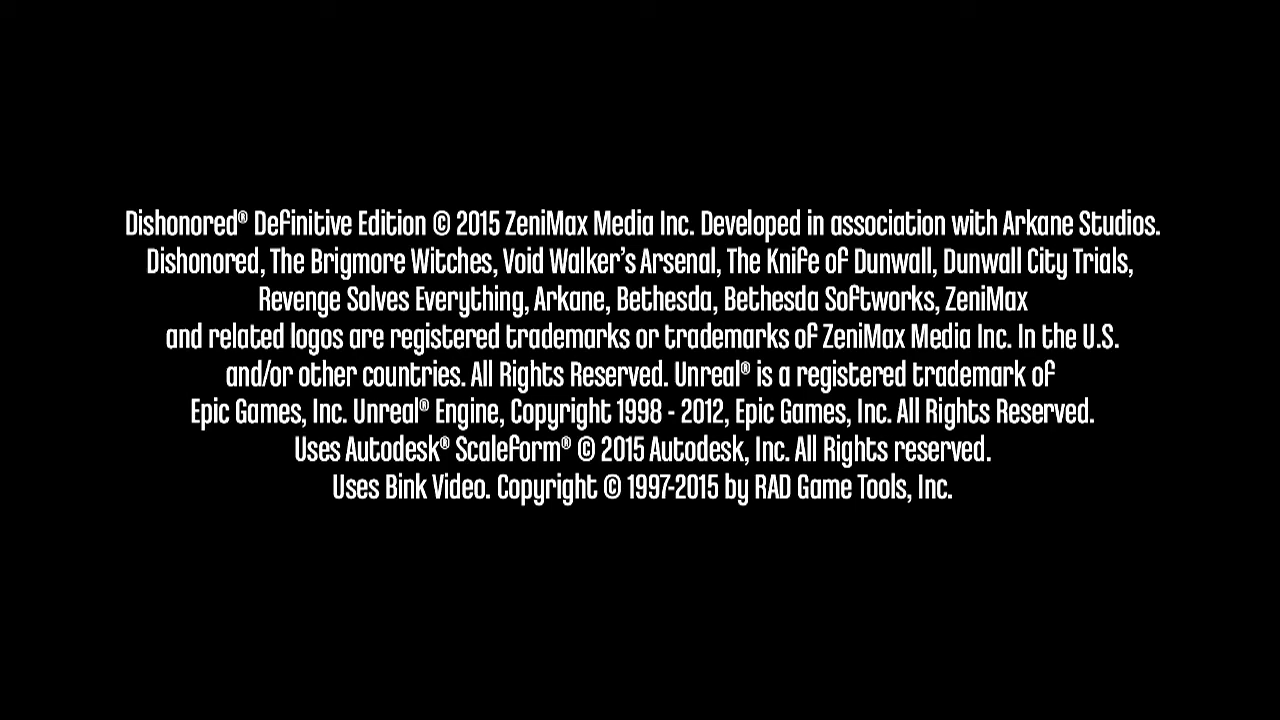 Dishonored® Definitive Edition © 2015 ZeniMax Media Inc. Developed in association with Arkane Studios.
Dishonored, The Brigmore Witches, Void Walker's Arsenal, The Knife of Dunwall, Dunwall City Trials,
Revenge Solves Everything, Arkane, Bethesda, Bethesda Softworks, ZeniMax
and related logos are registered trademarks or trademarks of ZeniMax Media Inc. In the U.S.
and/or other countries. All Rights Reserved. Unreal® is a registered trademark of
Epic Games, Inc. Unreal® Engine, Copyright 1998 - 2012, Epic Games, Inc. All Rights Reserved.
Uses Autodesk® Scaleform® © 2015 Autodesk, Inc. All Rights reserved.
Uses Bink Video. Copyright © 1997-2015 by RAD Game Tools, Inc.